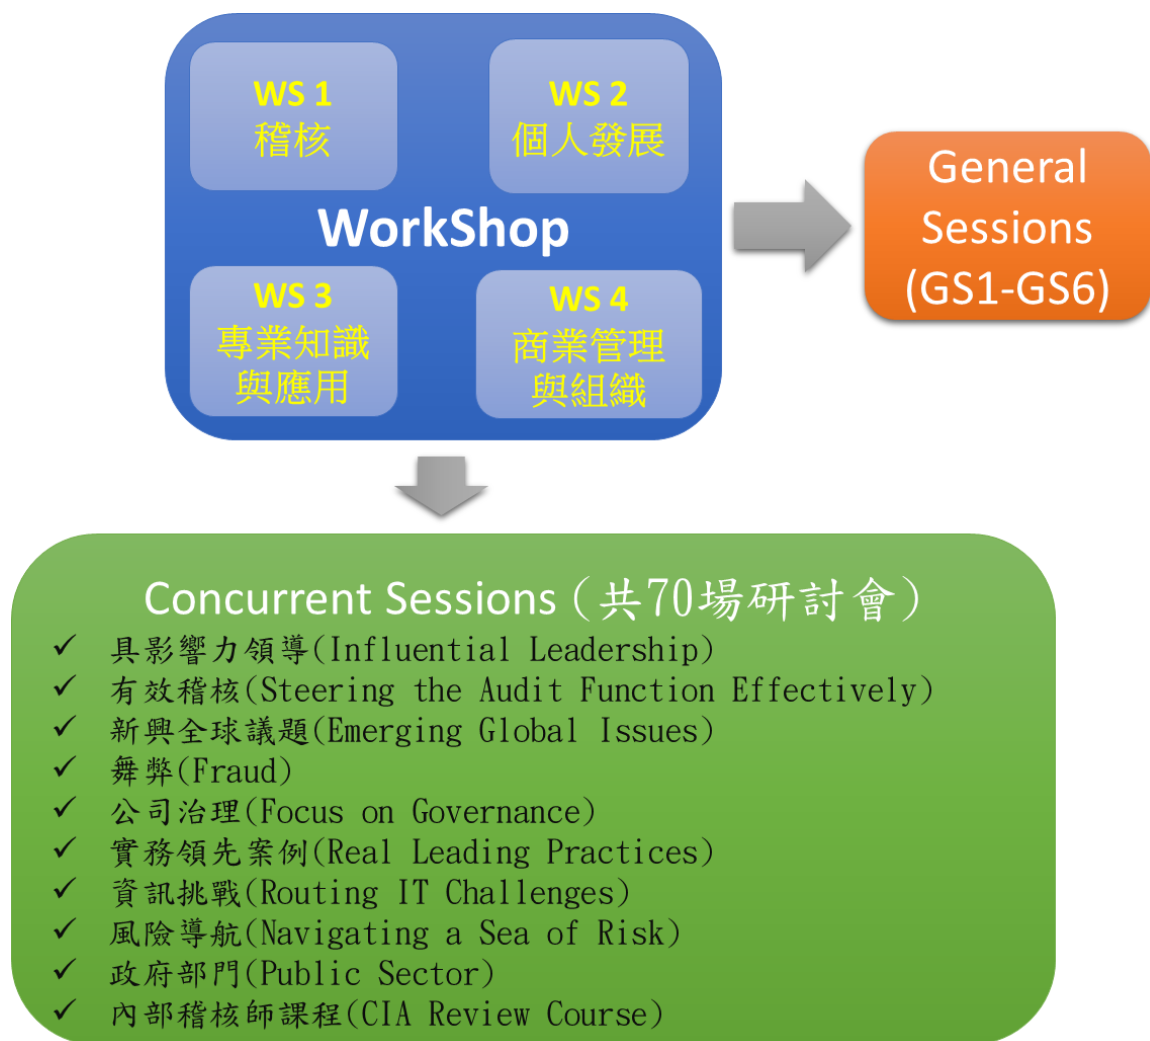 WS 1
稽核
WS 2
個人發展
WorkShop
WS 3
專業知識
與應用
WS 4
商業管理
與組織
General
Sessions
(GS1-GS6)
Concurrent Sessions（共70場研討會）
✓ 具影響力領導(Influential Leadership)
✓ 有效稽核(Steering the Audit Function Effectively)
✓ 新興全球議題(Emerging Global Issues)
✓ 舞弊(Fraud)
✓ 公司治理(Focus on Governance)
✓ 實務領先案例(Real Leading Practices)
✓ 資訊挑戰(Routing IT Challenges)
✓ 風險導航(Navigating a Sea of Risk)
✓ 政府部門(Public Sector)
✓ 內部稽核師課程(CIA Review Course)